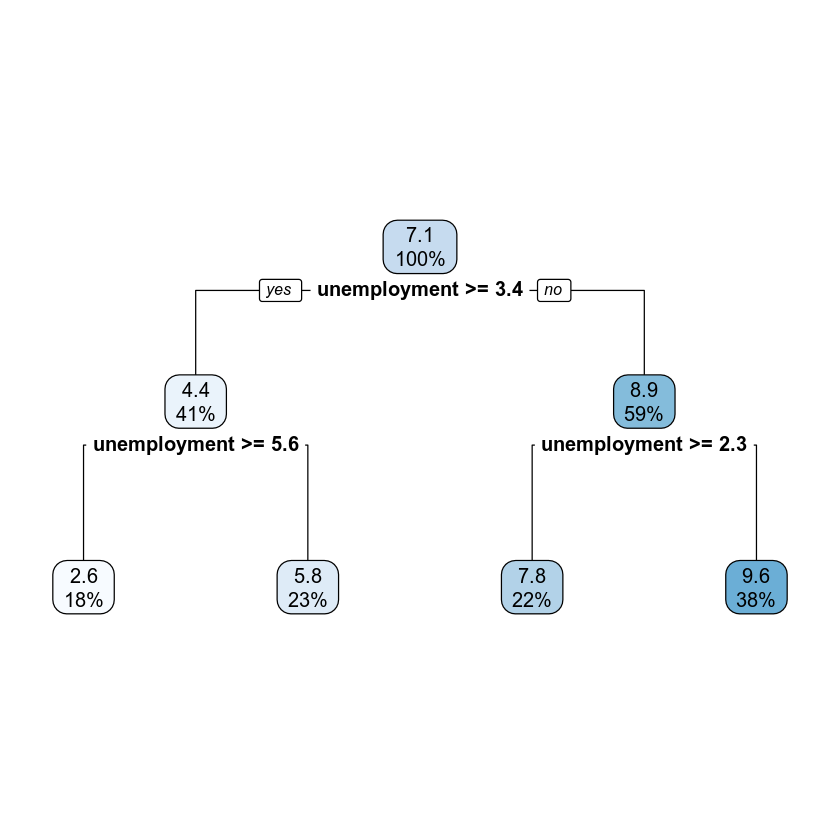 7.1
100%
yes
unemployment >= 3.4
no
4.4
41%
8.9
59%
unemployment >= 5.6
unemployment >= 2.3
2.6
18%
5.8
23%
7.8
22%
9.6
38%